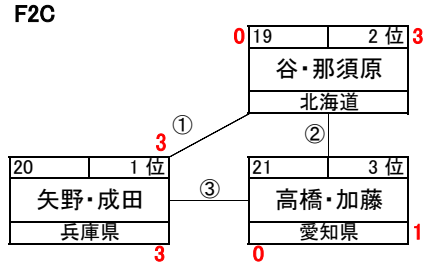 F2C
0 19 2 位 3
谷・那須原
北海道
①
②
3
20 1 位
21 3 位
矢野・成田
③
高橋・加藤
兵庫県
愛知県 1
3
0